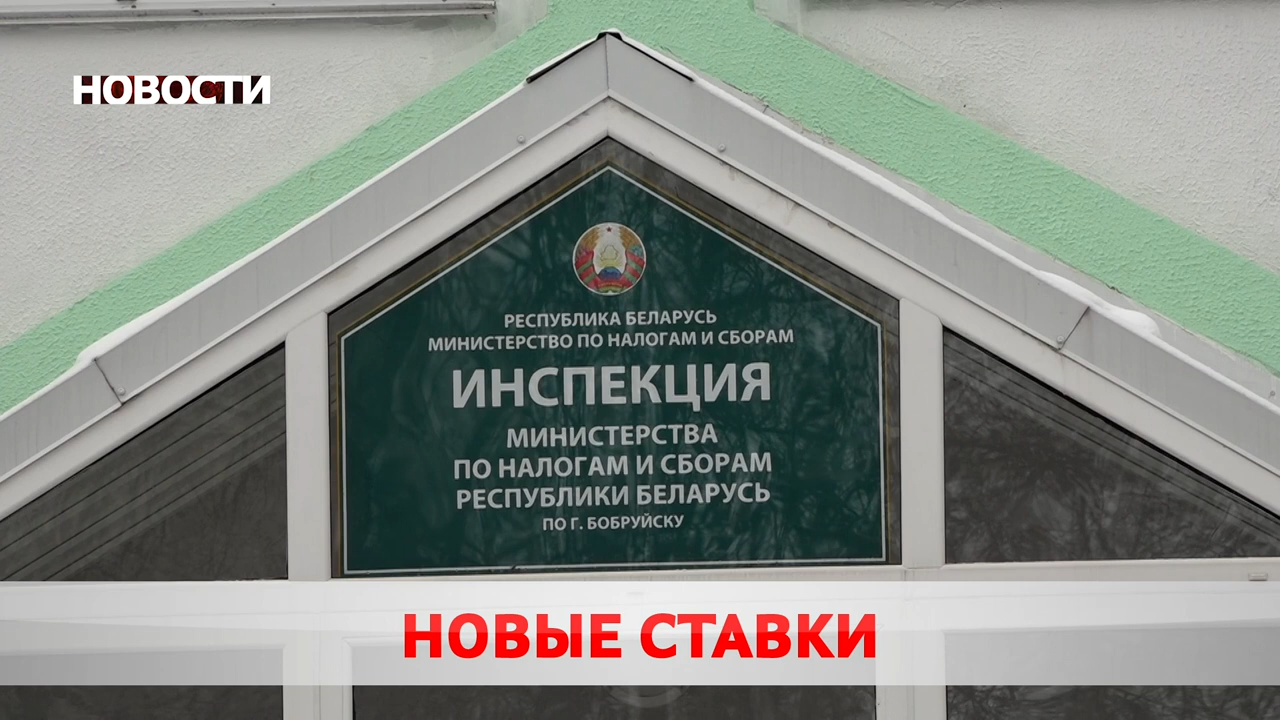 НОВОСТИ
РЕСПУБЛИКА БЕЛАРУСЬ
МИНИСТЕРСТВО ПО НАЛОГАМ И СБОРАМ
ИНСПЕКЦИЯ
МИНИСТЕРСТВА
ПО НАЛОГАМ И СБОРАМ
РЕСПУБЛИКИ БЕЛАРУСЬ
ПО Г. БОБРУЙСКУ
НОВЫЕ СТАВКИ